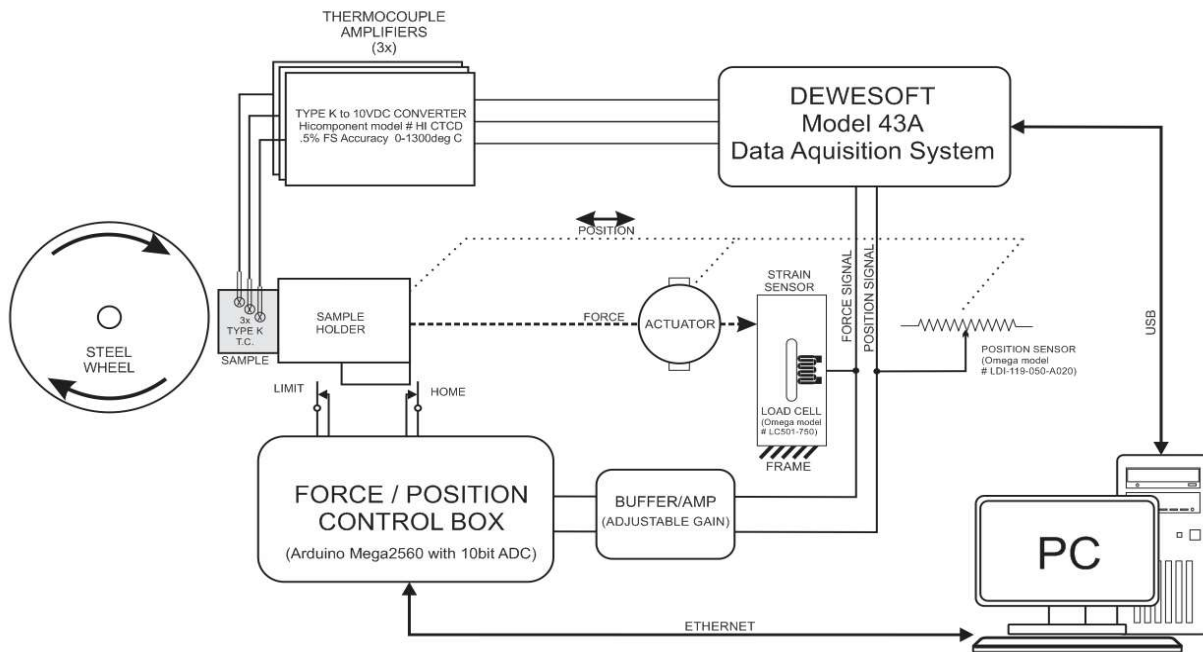 THERMOCOUPLE
AMPLIFIERS
(3x)
TYPE K to 10VDC CONVERTER
Hicomponent model # HI CTCD
.5% FS Accuracy 0-1300deg C
DEWESOFT
Model 43A
Data Aquisition System
POSITION
STEEL
WHEEL
3x
TYPE K
T.C.
SAMPLE
SAMPLE
HOLDER
FORCE
ACTUATOR
STRAIN
SENSOR
LOAD CELL
(Omega model
# LC501-750)
FRAME
FORCE SIGNAL
POSITION SIGNAL
POSITION SENSOR
(Omega model
# LDI-119-050-A020)
USB
LIMIT
HOME
FORCE / POSITION
CONTROL BOX
(Arduino Mega2560 with 10bit ADC)
BUFFER/AMP
(ADJUSTABLE GAIN)
PC
ETHERNET